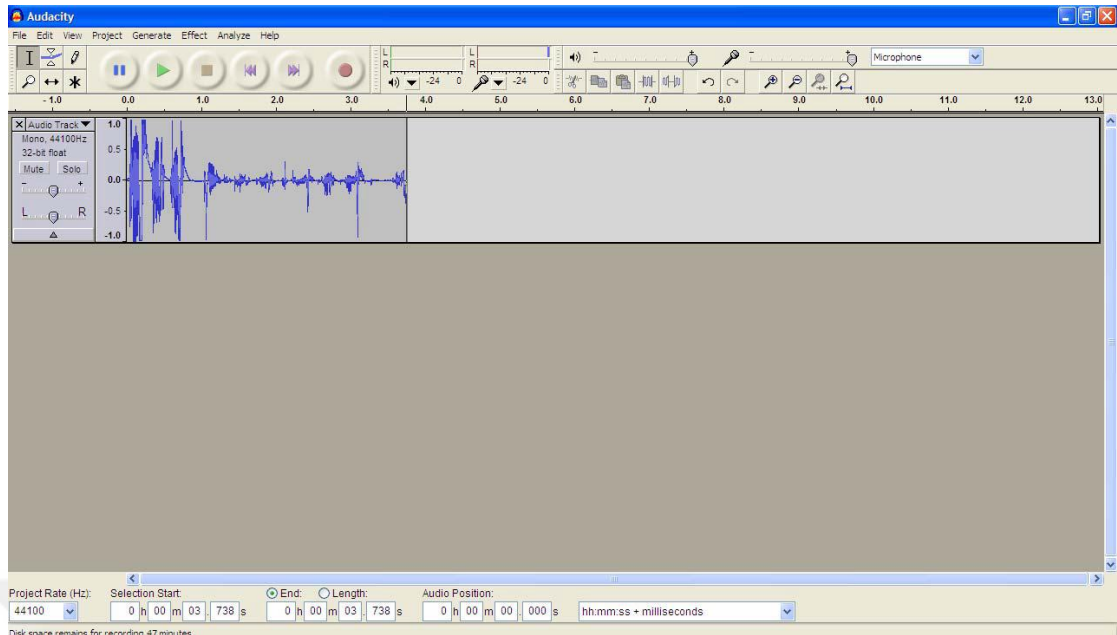 Audacity
File Edit View Project Generate Effect Analyze Help
L
R
-24 0
L
R
-24 0
- +
- +
Microphone
- 1.0 0.0 1.0 2.0 3.0 4.0 5.0 6.0 7.0 8.0 9.0 10.0 11.0 12.0 13.0
X Audio Track
Mono, 44100Hz
32-bit float
Mute Solo
- +
L R
1.0
0.5
0.0
-0.5
-1.0
Project Rate (Hz): Selection Start: End: Length: Audio Position:
44100 0 h 00 m 03 . 738 s 0 h 00 m 03 . 738 s 0 h 00 m 00 . 000 s hh:mm:ss + milliseconds
Disk space remains for recording 47 minutes